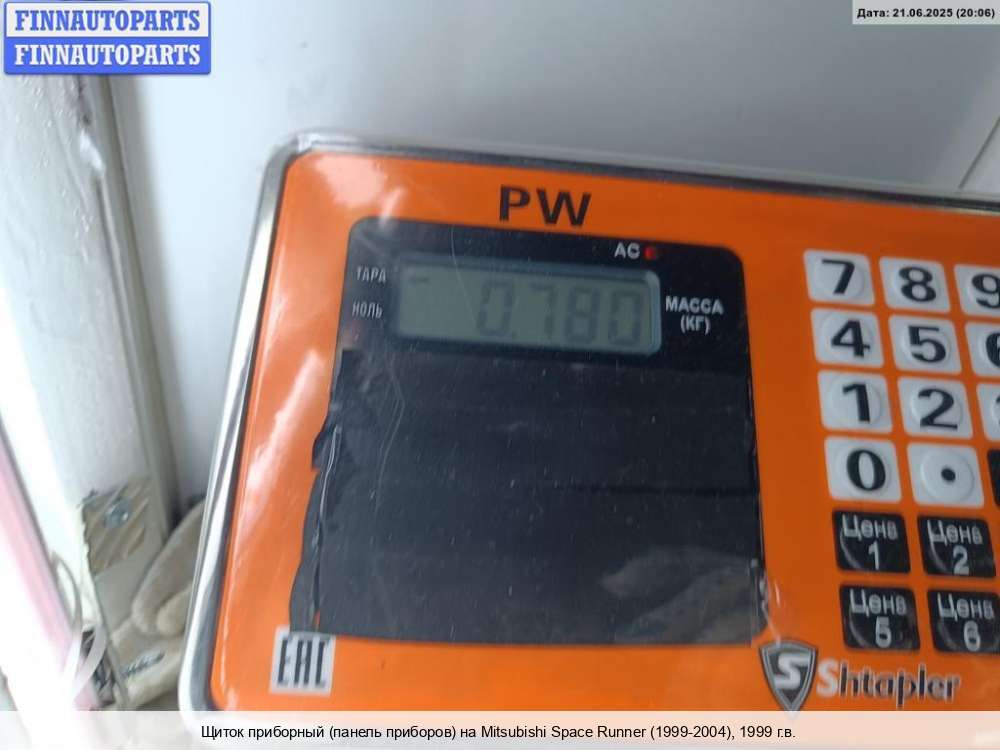 FINNAUTOPARTS
FINNAUTOPARTS
Дата: 21.06.2025 (20:06)
PW
AC
ТАРА
НОЛЬ
- 0.780
МАССА
(КГ)
7 8 9
4 5 6
1 2
0 .
Цена 1
Цена 2
Цена 5
Цена 6
EAC
S Shtapler
Щиток приборный (панель приборов) на Mitsubishi Space Runner (1999-2004), 1999 г.в.